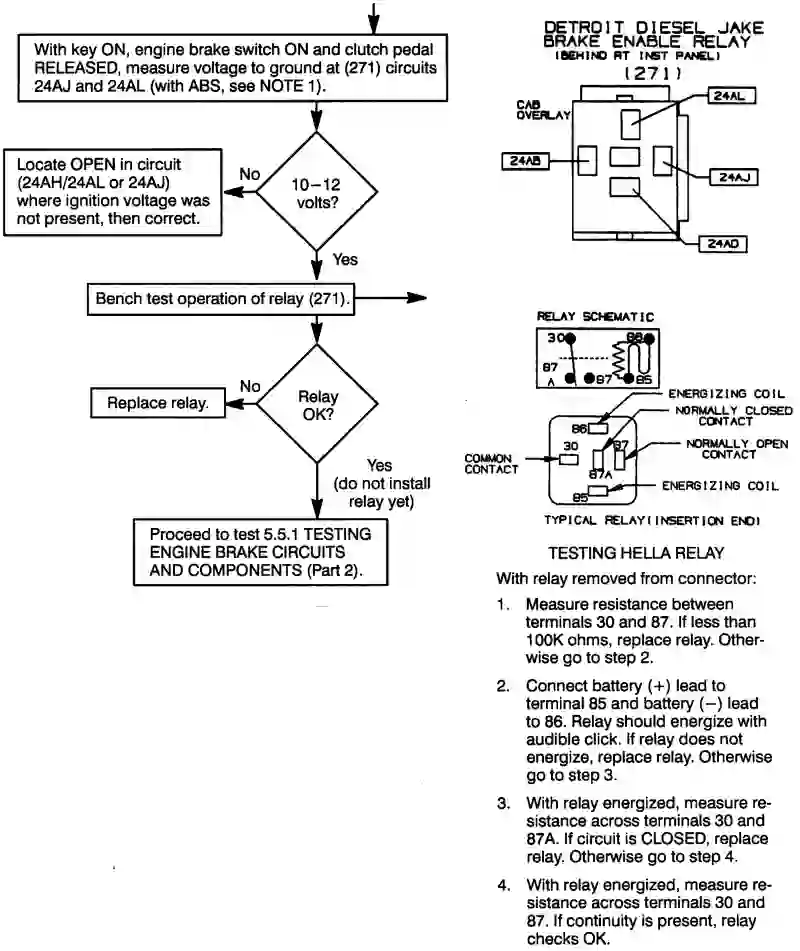 With key ON, engine brake switch ON and clutch pedal
RELEASED, measure voltage to ground at (271) circuits
24AJ and 24AL (with ABS, see NOTE 1).
Locate OPEN in circuit
(24AH/24AL or 24AJ)
where ignition voltage was
not present, then correct.
No
10–12
volts?
Yes
Bench test operation of relay (271).
Replace relay.
No
Relay
OK?
Yes
(do not install
relay yet)
Proceed to test 5.5.1 TESTING
ENGINE BRAKE CIRCUITS
AND COMPONENTS (Part 2).
DETROIT DIESEL JAKE
BRAKE ENABLE RELAY
(BEHIND RT INST PANEL)
(271)
CAB
OVERLAY
24AL
24AB
24AJ
24AD
RELAY SCHEMATIC
30 86
87
A 87 85
ENERGIZING COIL
NORMALLY CLOSED
CONTACT
86
30 87
COMMON
CONTACT
NORMALLY OPEN
CONTACT
87A
85
ENERGIZING COIL
TYPICAL RELAY(INSERTION END)
TESTING HELLA RELAY
With relay removed from connector:
1. Measure resistance between
terminals 30 and 87. If less than
100K ohms, replace relay. Other-
wise go to step 2.
2. Connect battery (+) lead to
terminal 85 and battery (–) lead
to 86. Relay should energize with
audible click. If relay does not
energize, replace relay. Otherwise
go to step 3.
3. With relay energized, measure re-
sistance across terminals 30 and
87A. If circuit is CLOSED, replace
relay. Otherwise go to step 4.
4. With relay energized, measure re-
sistance across terminals 30 and
87. If continuity is present, relay
checks OK.